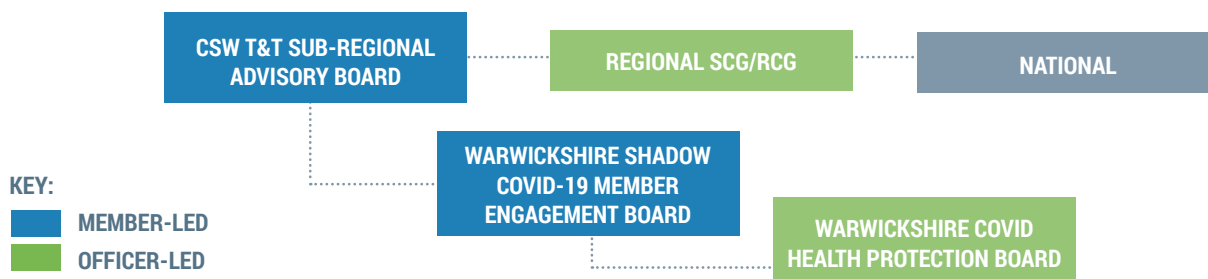 CSW T&T SUB-REGIONAL
ADVISORY BOARD
REGIONAL SCG/RCG
NATIONAL
WARWICKSHIRE SHADOW
COVID-19 MEMBER
ENGAGEMENT BOARD
WARWICKSHIRE COVID
HEALTH PROTECTION BOARD
KEY:
MEMBER-LED
OFFICER-LED